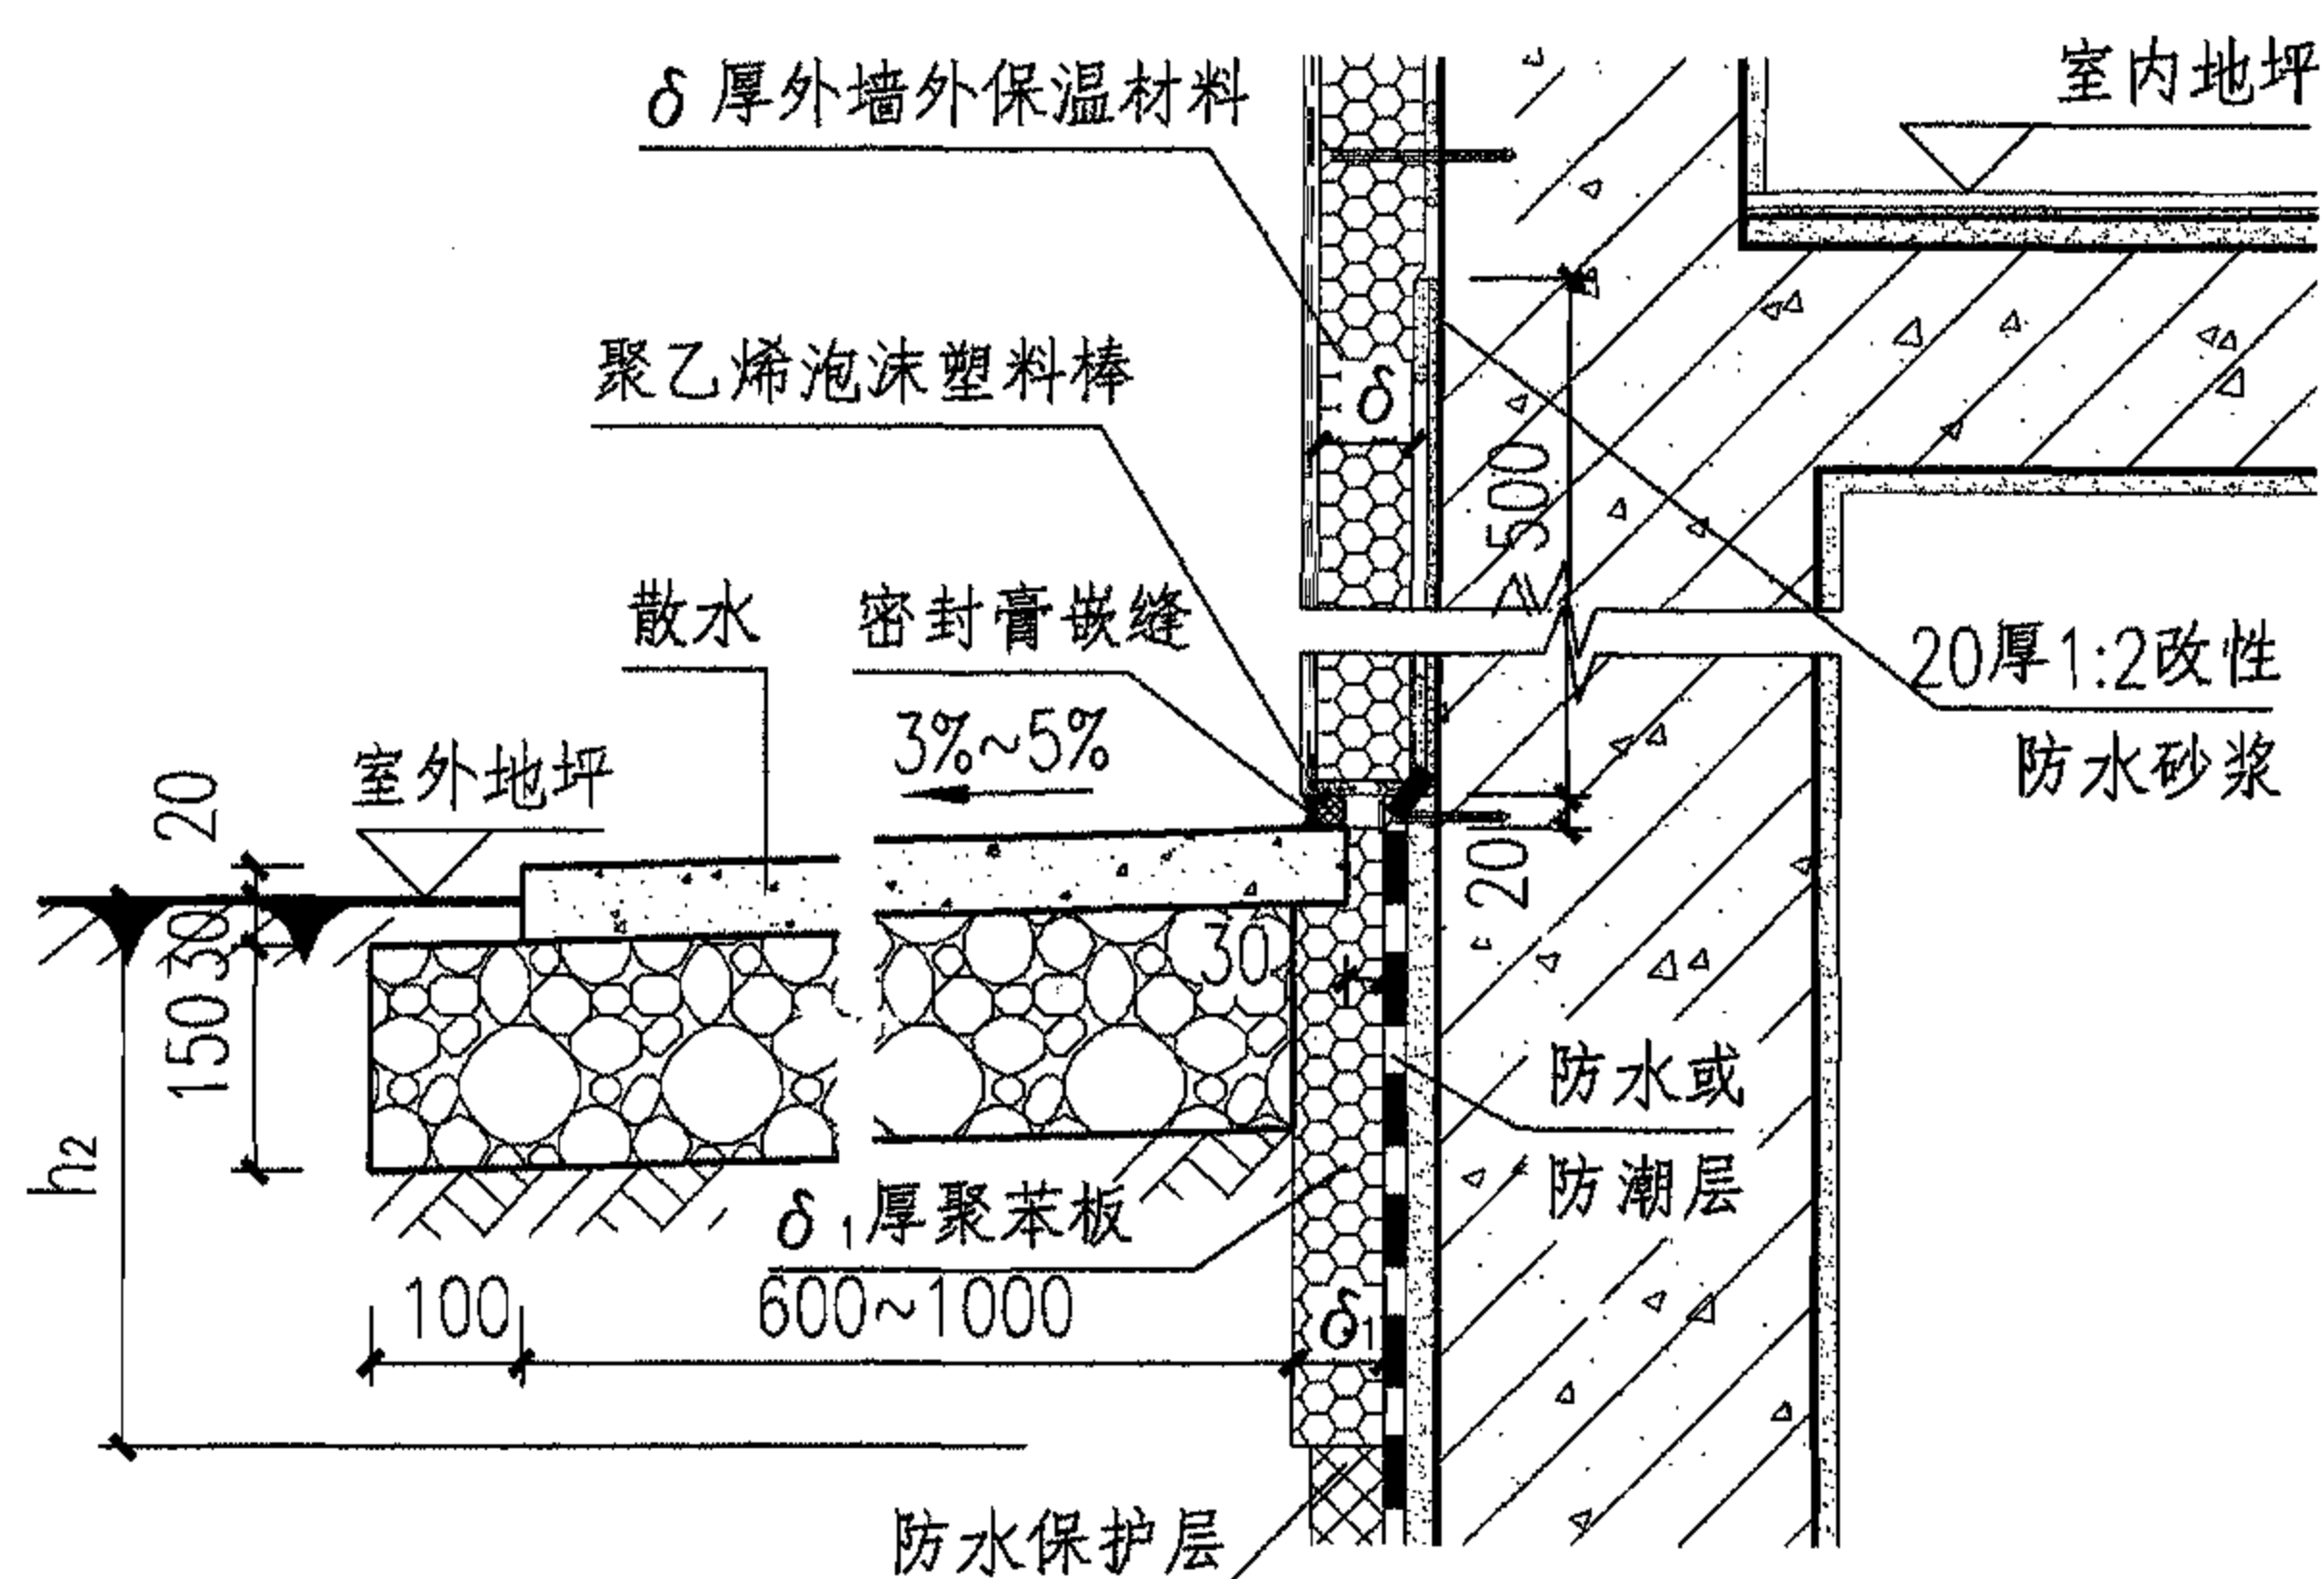 室内地坪
δ厚外墙外保温材料
聚乙烯泡沫塑料棒
δ
≥500
散水
密封膏嵌缝
20厚1:2改性
防水砂浆
3%~5%
室外地坪
20
30
150
h₂
20
30
防水或
防潮层
δ₁厚聚苯板
100
600~1000
δ₁
防水保护层